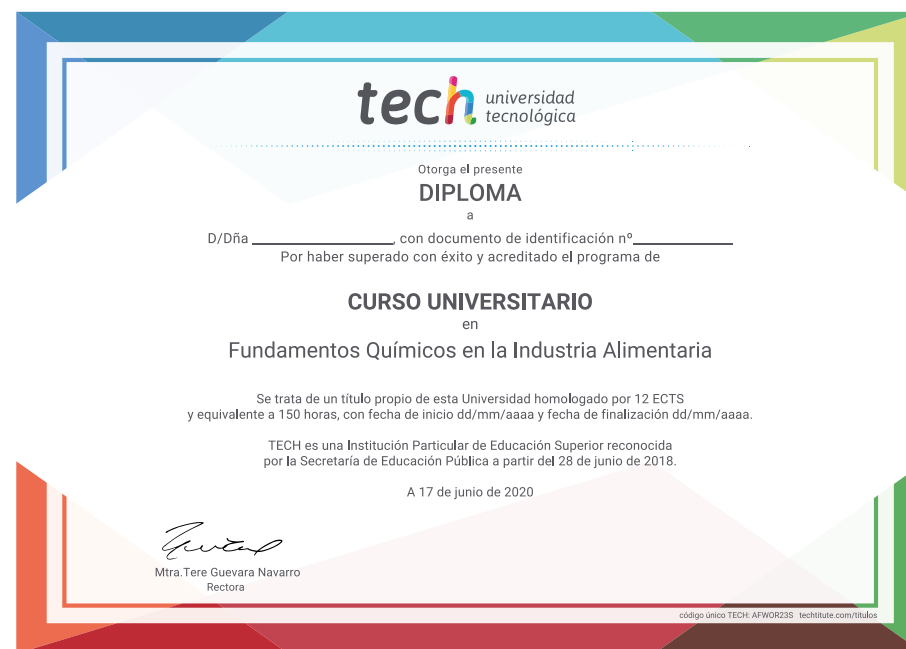 tech universidad
tecnológica
Otorga el presente
DIPLOMA
a
D/Dña , con documento de identificación nº
Por haber superado con éxito y acreditado el programa de
CURSO UNIVERSITARIO
en
Fundamentos Químicos en la Industria Alimentaria
Se trata de un título propio de esta Universidad homologado por 12 ECTS
y equivalente a 150 horas, con fecha de inicio dd/mm/aaaa y fecha de finalización dd/mm/aaaa.
TECH es una Institución Particular de Educación Superior reconocida
por la Secretaría de Educación Pública a partir del 28 de junio de 2018.
A 17 de junio de 2020
Mtra.Tere Guevara Navarro
Rectora
código único TECH: AFWOR23S techtitute.com/titulos